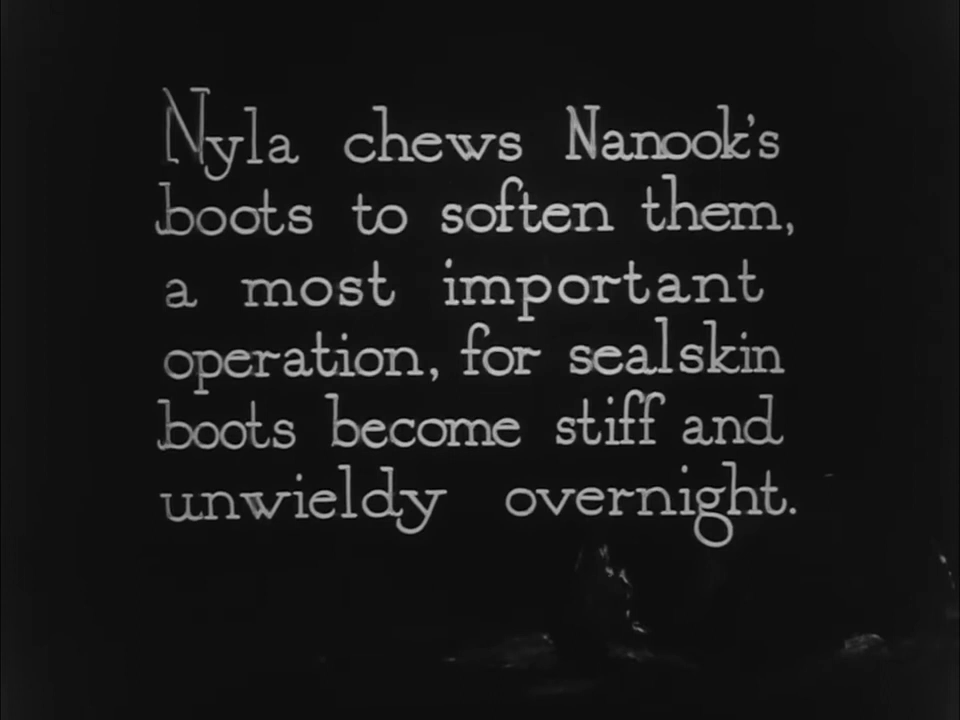 Nyla chews Nanook's
boots to soften them,
a most important
operation, for sealskin
boots become stiff and
unwieldy overnight.